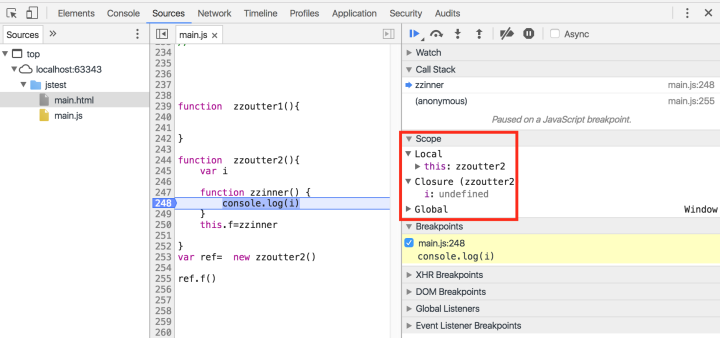 Elements Console Sources Network Timeline Profiles Application Security Audits
Sources
main.js
Async
top
localhost:63343
jstest
main.html
main.js
234
235
236
237
238
239 function zzoutter1(){
240
241
242 }
243
244 function zzoutter2(){
245 var i
246
247 function zzinner() {
248 console.log(i)
249 }
250 this.f=zzinner
251
252 }
253 var ref= new zzoutter2()
254
255 ref.f()
256
257
258
259
260
Watch
Call Stack
zzinner main.js:248
(anonymous) main.js:255
Paused on a JavaScript breakpoint.
Scope
Local
this: zzoutter2
Closure (zzoutter2
i: undefined
Global Window
Breakpoints
main.js:248
console.log(i)
XHR Breakpoints
DOM Breakpoints
Global Listeners
Event Listener Breakpoints